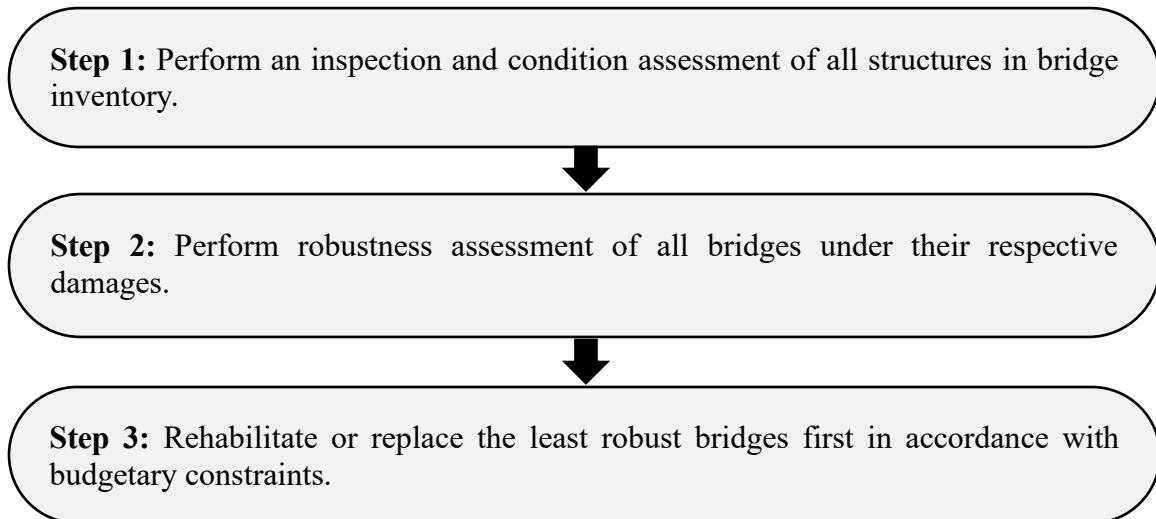 Step 1: Perform an inspection and condition assessment of all structures in bridge
inventory.
Step 2: Perform robustness assessment of all bridges under their respective
damages.
Step 3: Rehabilitate or replace the least robust bridges first in accordance with
budgetary constraints.